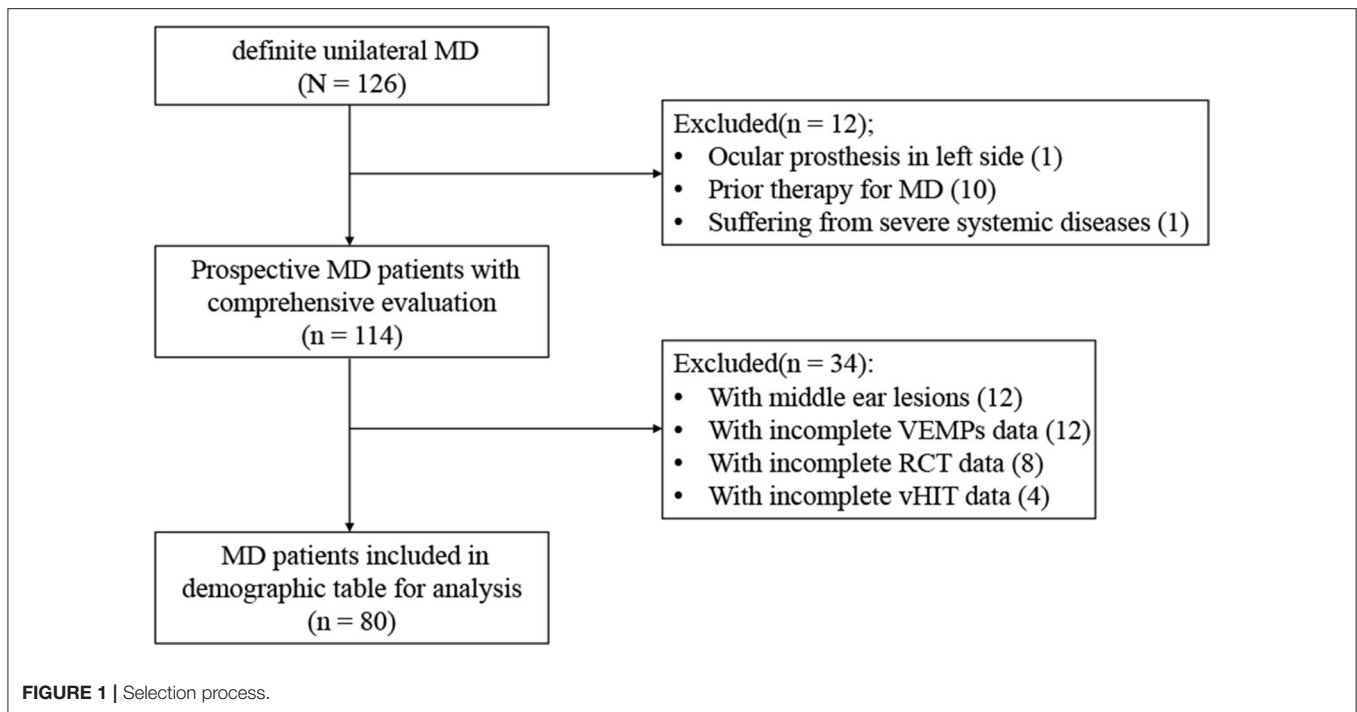 definite unilateral MD
(N = 126)
Excluded(n = 12);
• Ocular prosthesis in left side (1)
• Prior therapy for MD (10)
• Suffering from severe systemic diseases (1)
Prospective MD patients with
comprehensive evaluation
(n = 114)
Excluded(n = 34):
• With middle ear lesions (12)
• With incomplete VEMPs data (12)
• With incomplete RCT data (8)
• With incomplete vHIT data (4)
MD patients included in
demographic table for analysis
(n = 80)
FIGURE 1 | Selection process.